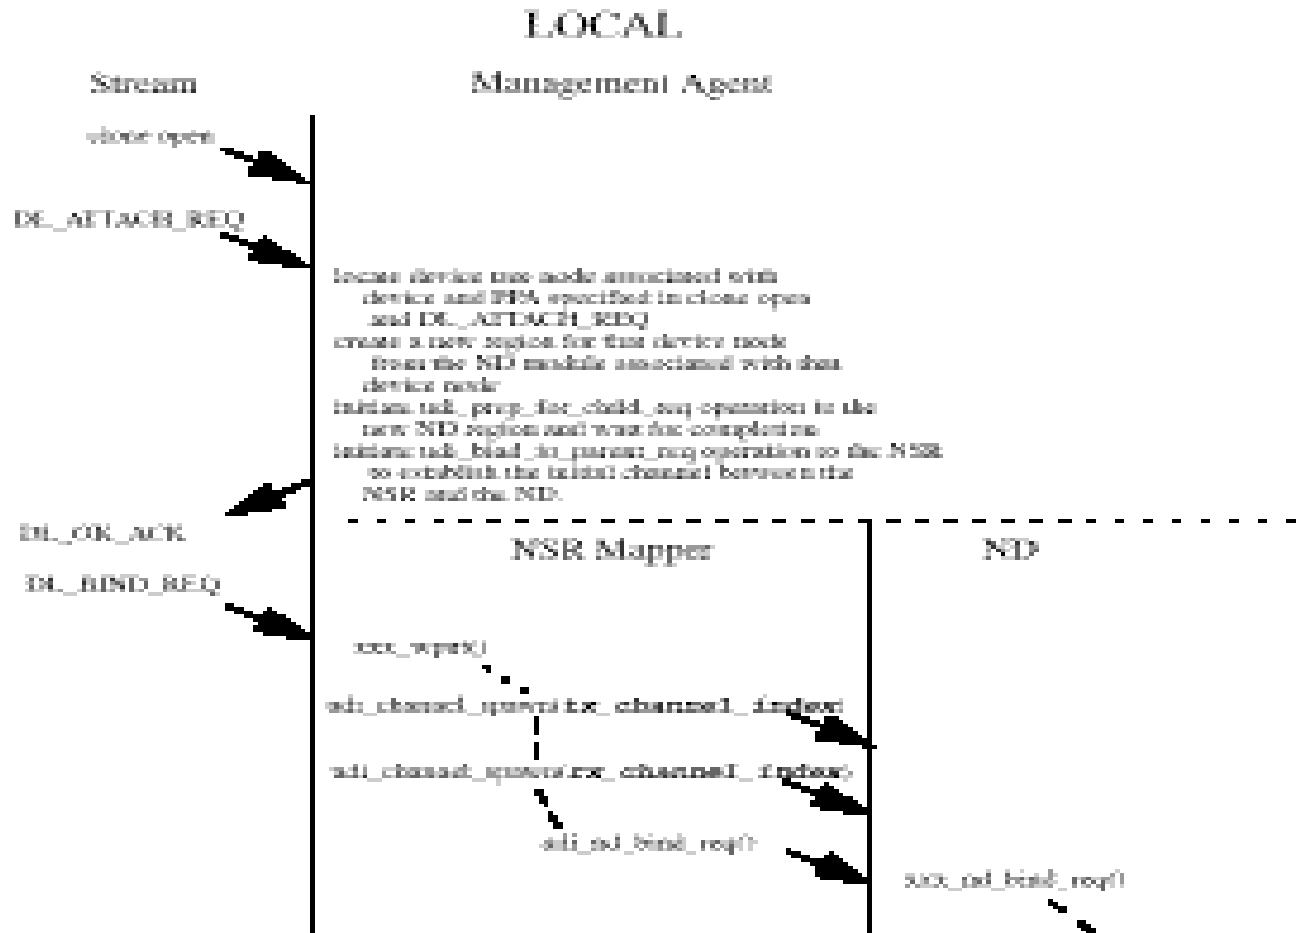 LOCAL
Stream
Management Agent
clone open
DL_ATTACH_REQ
locate device tree node associated with
device and PPA specified in clone open
and DL_ATTACH_REQ
create a new region for that device node
from the ND module associated with that
device node
initiate udi_prep_for_child_req operation to the
new ND region and wait for completion
initiate udi_bind_to_parent_req operation to the NSR
to establish the initial channel between the
NSR and the ND.
DL_OK_ACK
NSR Mapper
ND
DL_BIND_REQ
xxx_wput()
udi_channel_spawn(tx_channel_index)
udi_channel_spawn(rx_channel_index)
udi_nd_bind_req()
xxx_nd_bind_req()